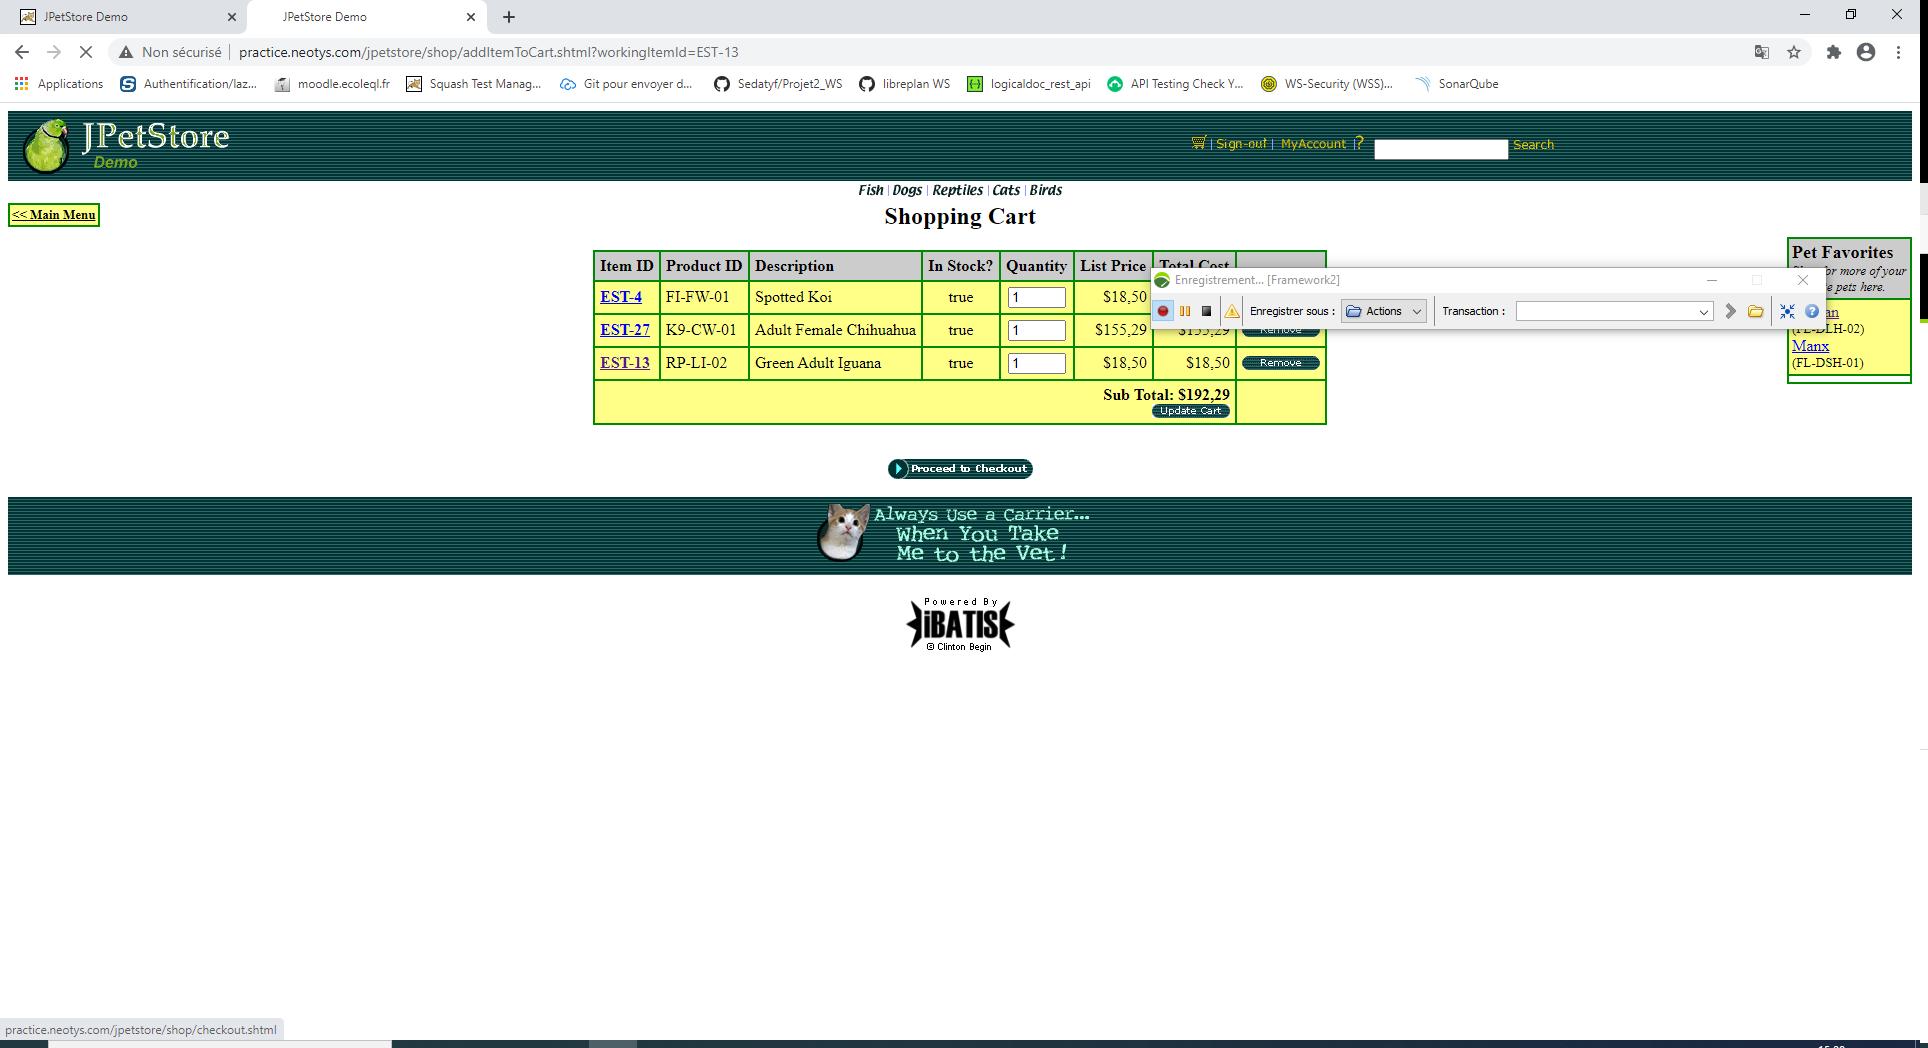 JPetStore Demo
JPetStore Demo
Non sécurisé
practice.neotys.com/jpetstore/shop/addItemToCart.shtml?workingItemId=EST-13
Applications
Authentification/laz...
moodle.ecoleql.fr
Squash Test Manag...
Git pour envoyer d...
Sedatyf/Projet2_WS
libreplan WS
logicaldoc_rest_api
API Testing Check Y...
WS-Security (WSS)...
SonarQube
JPetStore
Demo
| Sign-out | MyAccount ?
Search
Fish | Dogs | Reptiles | Cats | Birds
<< Main Menu
Shopping Cart
Item ID Product ID Description In Stock? Quantity List Price Total Cost
EST-4 FI-FW-01 Spotted Koi true 1 $18,50
EST-27 K9-CW-01 Adult Female Chihuahua true 1 $155,29 $155,29 Remove
EST-13 RP-LI-02 Green Adult Iguana true 1 $18,50 $18,50 Remove
Sub Total: $192,29
Update Cart
Enregistrement... [Framework2]
Enregistrer sous :
Actions
Transaction :
Pet Favorites
for more of your
pets here.
(FL-DLH-02)
Manx
(FL-DSH-01)
Proceed to Checkout
Always Use a Carrier...
When You Take
Me to the Vet!
Powered By
iBATIS
© Clinton Begin
practice.neotys.com/jpetstore/shop/checkout.shtml